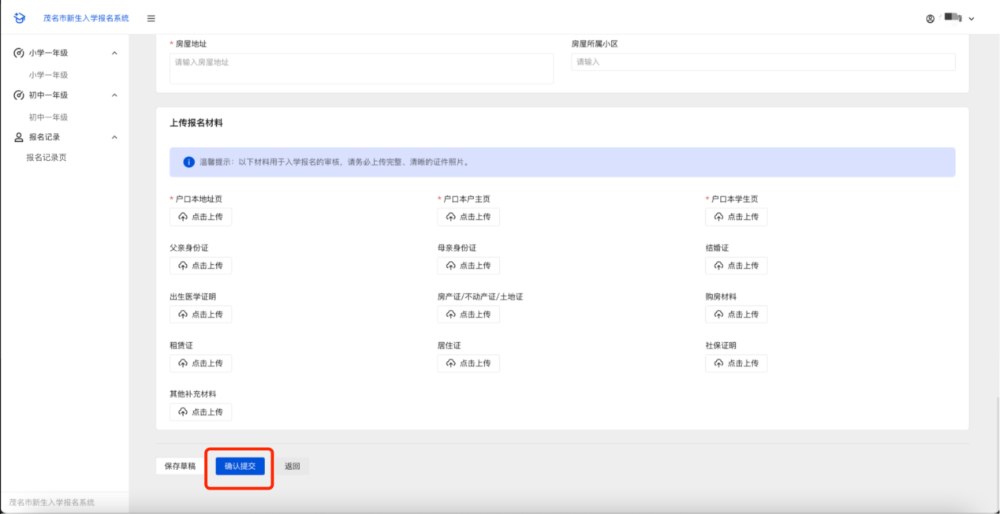 茂名市新生入学报名系统
小学一年级
小学一年级
初中一年级
初中一年级
报名记录
报名记录页
* 房屋地址
请输入房屋地址
房屋所属小区
请输入
上传报名材料
温馨提示：以下材料用于入学报名的审核，请务必上传完整、清晰的证件照片。
* 户口本地址页
* 户口本户主页
* 户口本学生页
点击上传
点击上传
点击上传
父亲身份证
母亲身份证
结婚证
点击上传
点击上传
点击上传
出生医学证明
房产证/不动产证/土地证
购房材料
点击上传
点击上传
点击上传
租赁证
居住证
社保证明
点击上传
点击上传
点击上传
其他补充材料
点击上传
保存草稿
确认提交
返回
茂名市新生入学报名系统